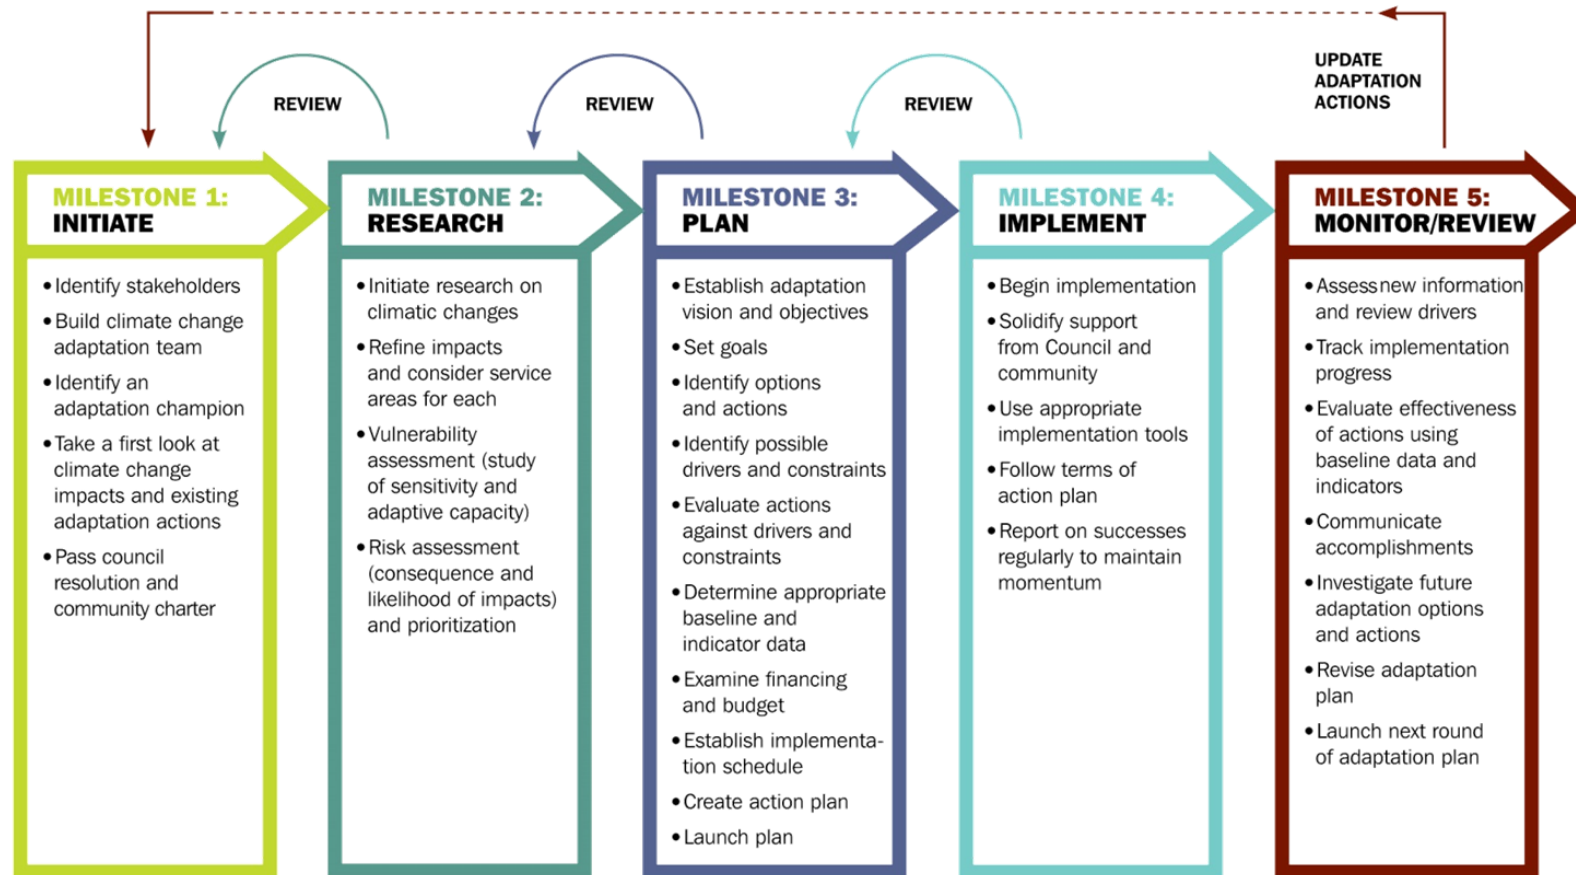 UPDATE
ADAPTATION
ACTIONS
REVIEW
REVIEW
REVIEW
MILESTONE 1:
INITIATE
• Identify stakeholders
• Build climate change
adaptation team
• Identify an
adaptation champion
• Take a first look at
climate change
impacts and existing
adaptation actions
• Pass council
resolution and
community charter
MILESTONE 2:
RESEARCH
• Initiate research on
climatic changes
• Refine impacts
and consider service
areas for each
• Vulnerability
assessment (study
of sensitivity and
adaptive capacity)
• Risk assessment
(consequence and
likelihood of impacts)
and prioritization
MILESTONE 3:
PLAN
• Establish adaptation
vision and objectives
• Set goals
• Identify options
and actions
• Identify possible
drivers and constraints
• Evaluate actions
against drivers and
constraints
• Determine appropriate
baseline and
indicator data
• Examine financing
and budget
• Establish implementa-
tion schedule
• Create action plan
• Launch plan
MILESTONE 4:
IMPLEMENT
• Begin implementation
• Solidify support
from Council and
community
• Use appropriate
implementation tools
• Follow terms of
action plan
• Report on successes
regularly to maintain
momentum
MILESTONE 5:
MONITOR/REVIEW
• Assess new information
and review drivers
• Track implementation
progress
• Evaluate effectiveness
of actions using
baseline data and
indicators
• Communicate
accomplishments
• Investigate future
adaptation options
and actions
• Revise adaptation
plan
• Launch next round
of adaptation plan